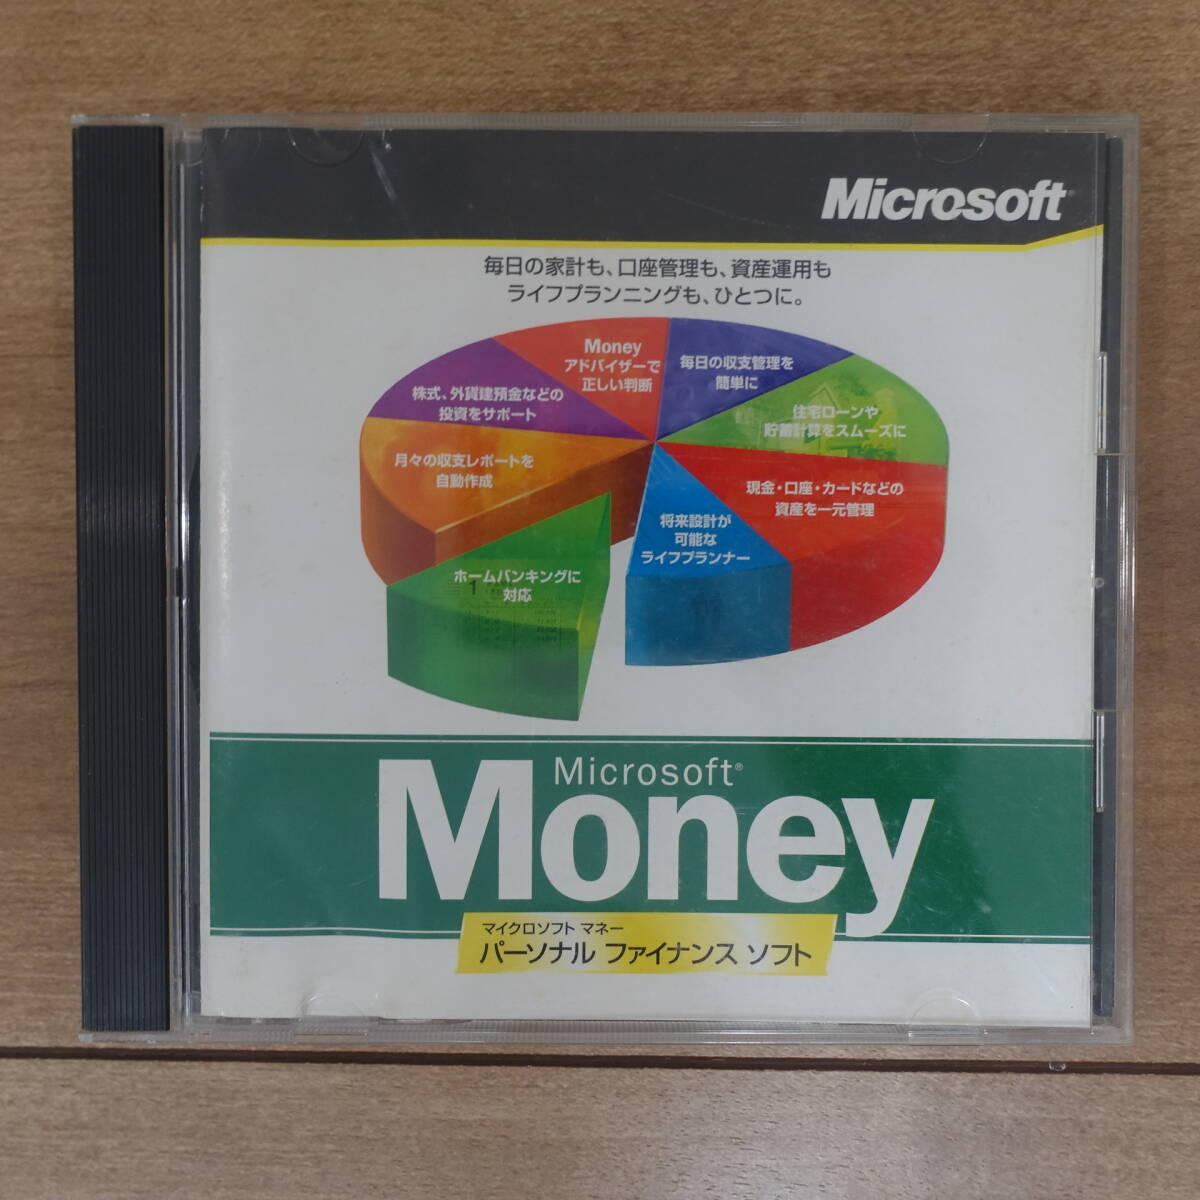 Microsoft
毎日の家計も、口座管理も、資産運用も
ライフプランニングも、ひとつに。
Money
アドバイザーで
正しい判断
毎日の収支管理を
簡単に
株式、外貨建預金などの
投資をサポート
住宅ローンや
貯蓄計算をスムーズに
月々の収支レポートを
自動作成
現金・口座・カードなどの
資産を一元管理
将来設計が
可能な
ライフプランナー
ホームバンキングに
対応
Microsoft®
Money
マイクロソフト マネー
パーソナル ファイナンス ソフト